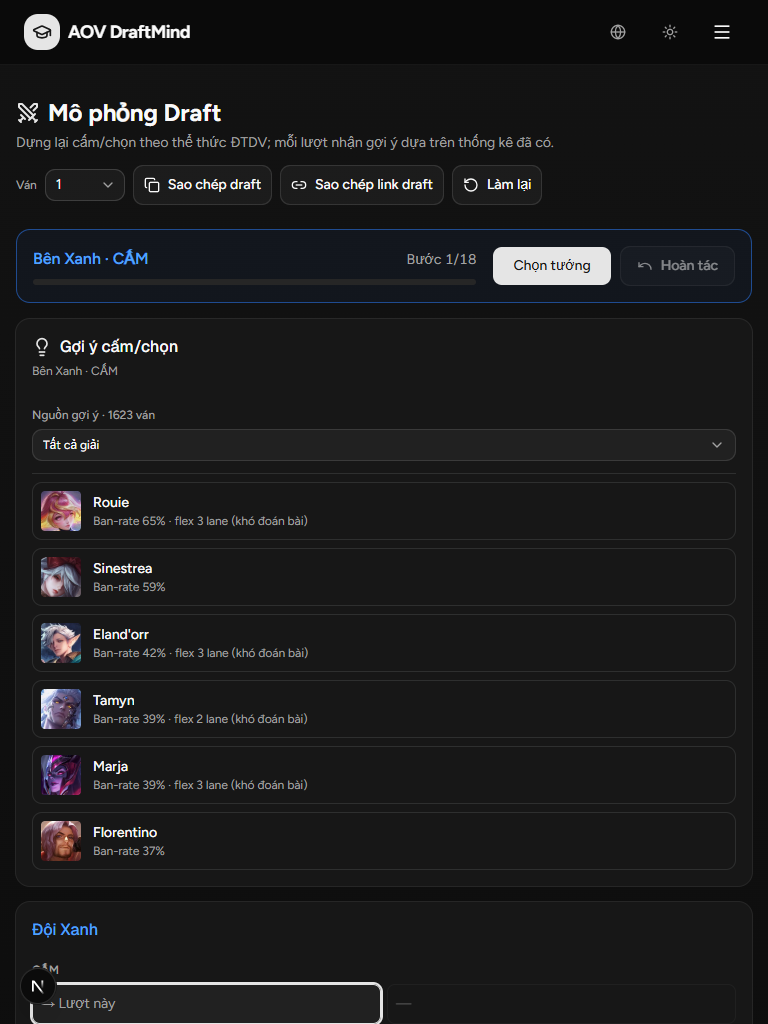 AOV DraftMind
Mô phỏng Draft
Dựng lại cấm/chọn theo thể thức ĐTDV; mỗi lượt nhận gợi ý dựa trên thống kê đã có.
Ván 1 Sao chép draft Sao chép link draft Làm lại
Bên Xanh · CẤM Bước 1/18 Chọn tướng Hoàn tác
Gợi ý cấm/chọn
Bên Xanh · CẤM
Nguồn gợi ý · 1623 ván
Tất cả giải
Rouie
Ban-rate 65% · flex 3 lane (khó đoán bài)
Sinestrea
Ban-rate 59%
Eland'orr
Ban-rate 42% · flex 3 lane (khó đoán bài)
Tamyn
Ban-rate 39% · flex 2 lane (khó đoán bài)
Marja
Ban-rate 39% · flex 3 lane (khó đoán bài)
Florentino
Ban-rate 37%
Đội Xanh
CẤM
N → Lượt này —